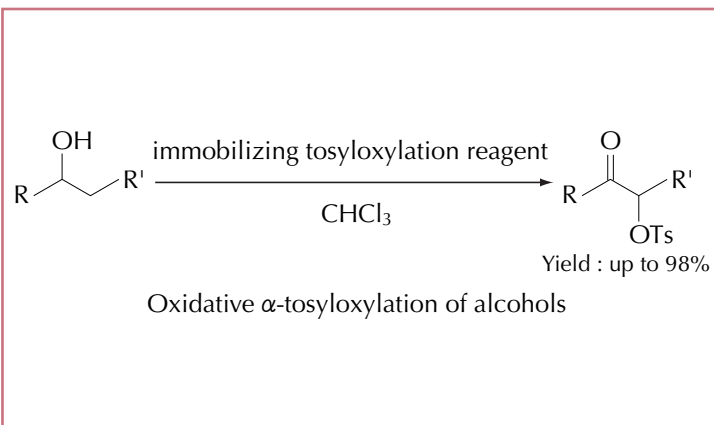 OH
R
R'
immobilizing tosyloxylation reagent
CHCl₃
O
R
R'
OTs
Yield : up to 98%
Oxidative α-tosyloxylation of alcohols